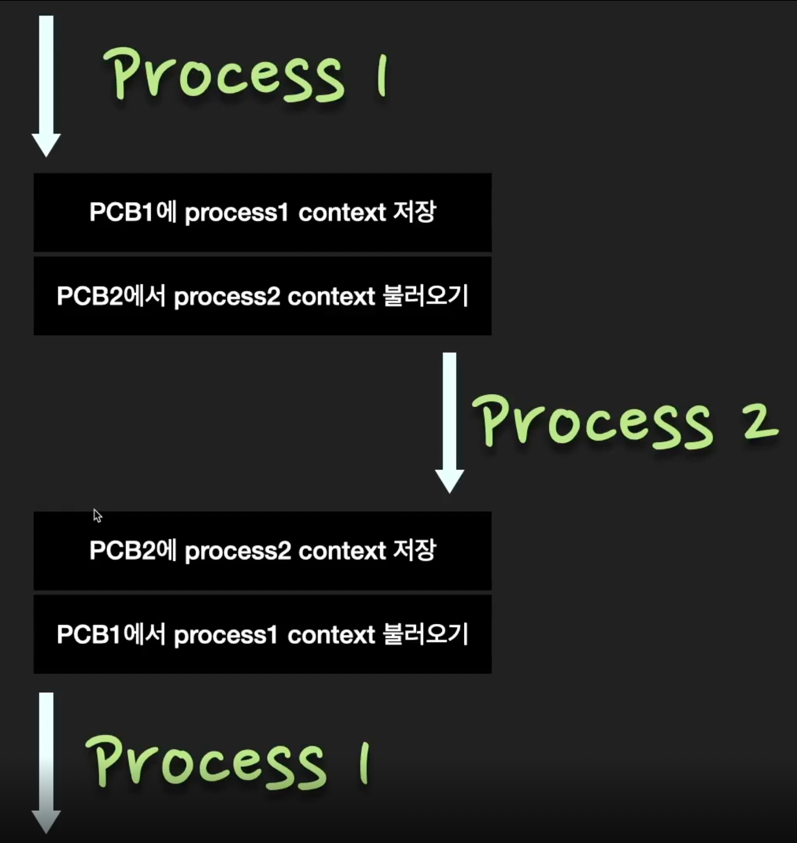 Process 1
PCB1에 process1 context 저장
PCB2에서 process2 context 불러오기
Process 2
PCB2에 process2 context 저장
PCB1에서 process1 context 불러오기
Process 1